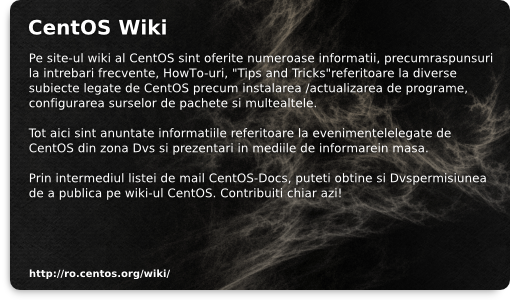 CentOS Wiki
Pe site-ul wiki al CentOS sint oferite numeroase informatii, precumraspunsuri
la intrebari frecvente, HowTo-uri, "Tips and Tricks"referitoare la diverse
subiecte legate de CentOS precum instalarea /actualizarea de programe,
configurarea surselor de pachete si multealtele.
Tot aici sint anuntate informatiile referitoare la evenimentelelegate de
CentOS din zona Dvs si prezentari in mediile de informarein masa.
Prin intermediul listei de mail CentOS-Docs, puteti obtine si Dvspermisiunea
de a publica pe wiki-ul CentOS. Contribuiti chiar azi!
http://ro.centos.org/wiki/